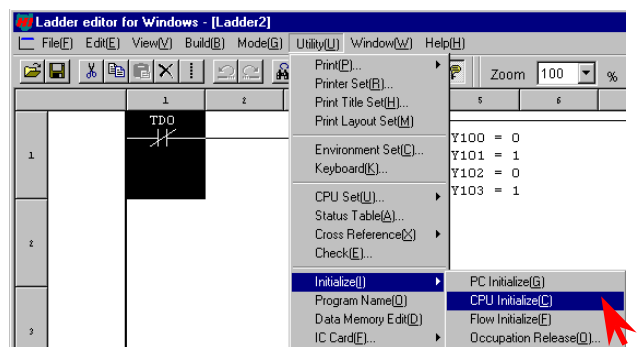 Ladder editor for Windows - [Ladder2]
File(F) Edit(E) View(V) Build(B) Mode(G) Utility(U) Window(W) Help(H)
Zoom 100 %
1 2 5 6
Print(P)...
Printer Set(R)...
Print Title Set(H)...
Print Layout Set(M)
Environment Set(C)...
Keyboard(K)...
CPU Set(U)...
Status Table(A)...
Cross Reference(X)
Check(E)...
Initialize(I)
Program Name(O)
Data Memory Edit(D)
IC Card(F)...
PC Initialize(G)
CPU Initialize(C)
Flow Initialize(F)
Occupation Release(O)...
TD0
1
2
3
Y100 = 0
Y101 = 1
Y102 = 0
Y103 = 1